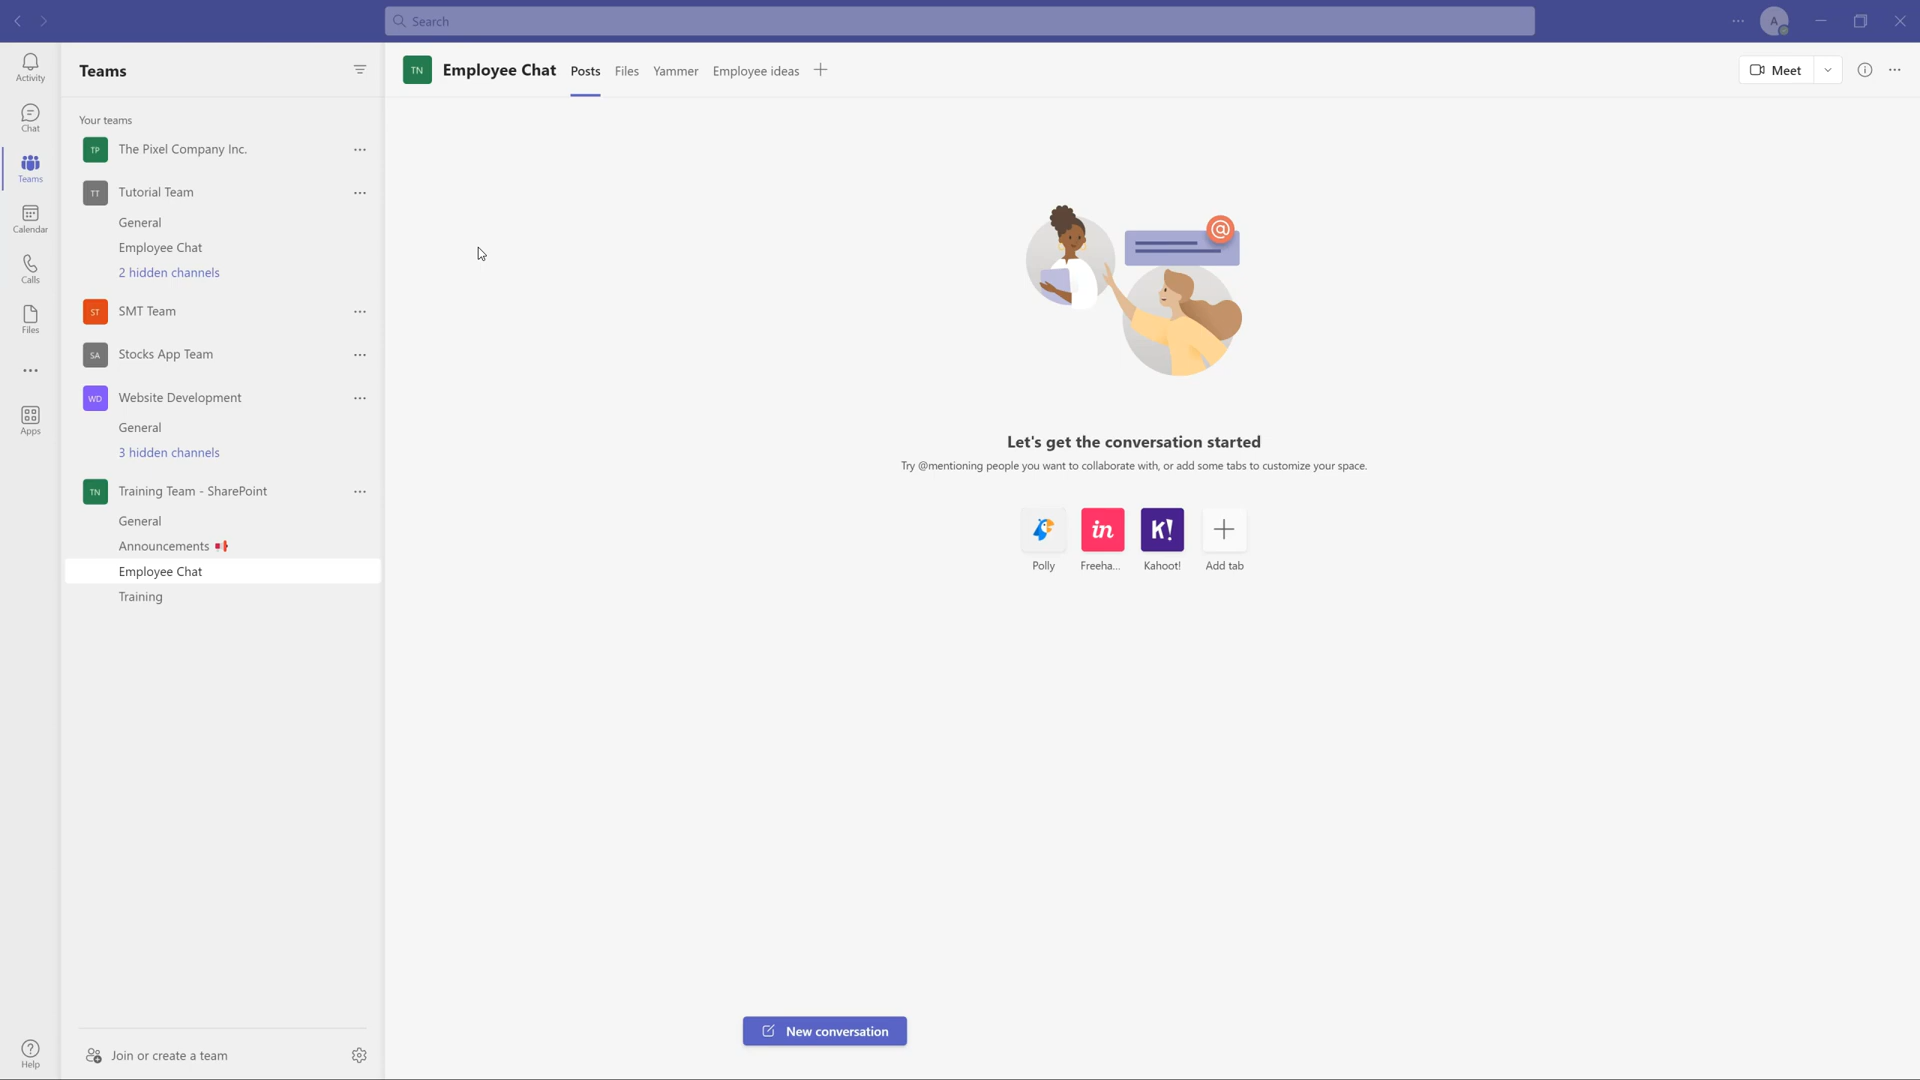 Search
A
Activity
Chat
Teams
Calendar
Calls
Files
Apps
Help
Teams
Your teams
TP The Pixel Company Inc.
TT Tutorial Team
General
Employee Chat
2 hidden channels
ST SMT Team
SA Stocks App Team
WD Website Development
General
3 hidden channels
TN Training Team - SharePoint
General
Announcements
Employee Chat
Training
Join or create a team
TN Employee Chat Posts Files Yammer Employee ideas
Meet
@
Let's get the conversation started
Try @mentioning people you want to collaborate with, or add some tabs to customize your space.
in K!
Polly Freeha... Kahoot! Add tab
New conversation